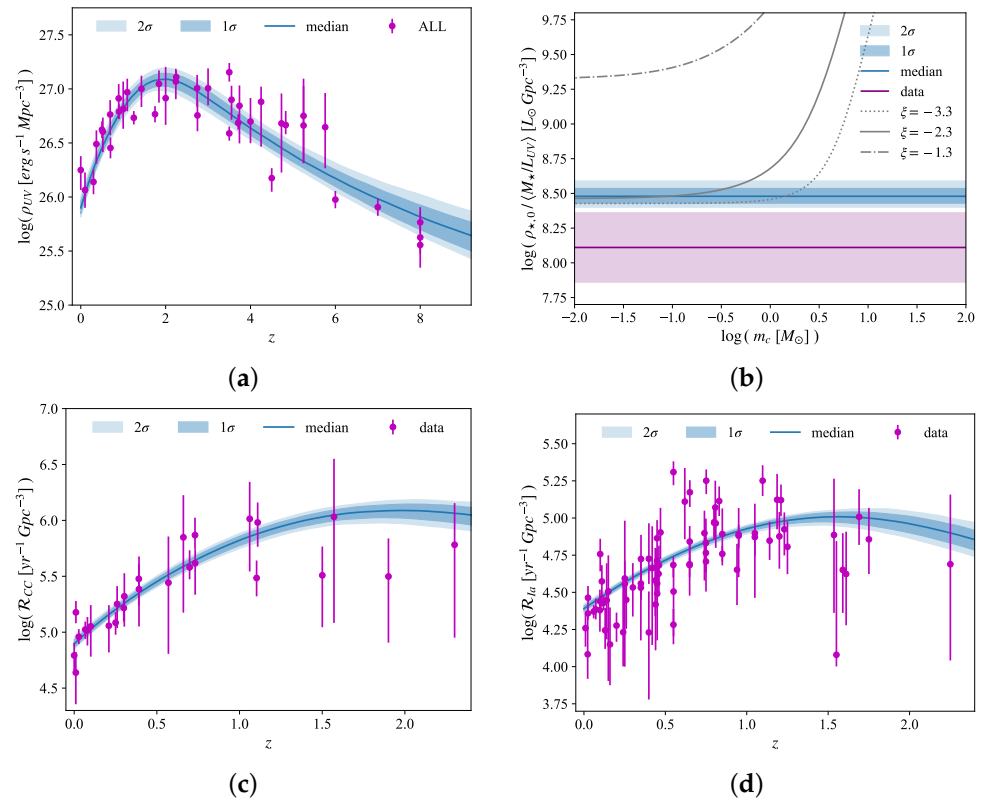 2σ 1σ median ALL
27.5
27.0
26.5
26.0
25.5
25.0
log( ρ_UV [erg s⁻¹ Mpc⁻³] )
0 2 4 6 8
z
(a)
2σ
1σ
median
data
ξ = −3.3
ξ = −2.3
ξ = −1.3
9.75
9.50
9.25
9.00
8.75
8.50
8.25
8.00
7.75
log( ρ⋆,0 / ⟨M⋆/L_UV⟩ [L⊙ Gpc⁻³] )
−2.0 −1.5 −1.0 −0.5 0.0 0.5 1.0 1.5 2.0
log( m_c [M⊙] )
(b)
2σ 1σ median data
7.0
6.5
6.0
5.5
5.0
4.5
log(ℛ_CC [yr⁻¹ Gpc⁻³] )
0.0 0.5 1.0 1.5 2.0
z
(c)
2σ 1σ median data
5.50
5.25
5.00
4.75
4.50
4.25
4.00
3.75
log(ℛ_Ia [yr⁻¹ Gpc⁻³] )
0.0 0.5 1.0 1.5 2.0
z
(d)